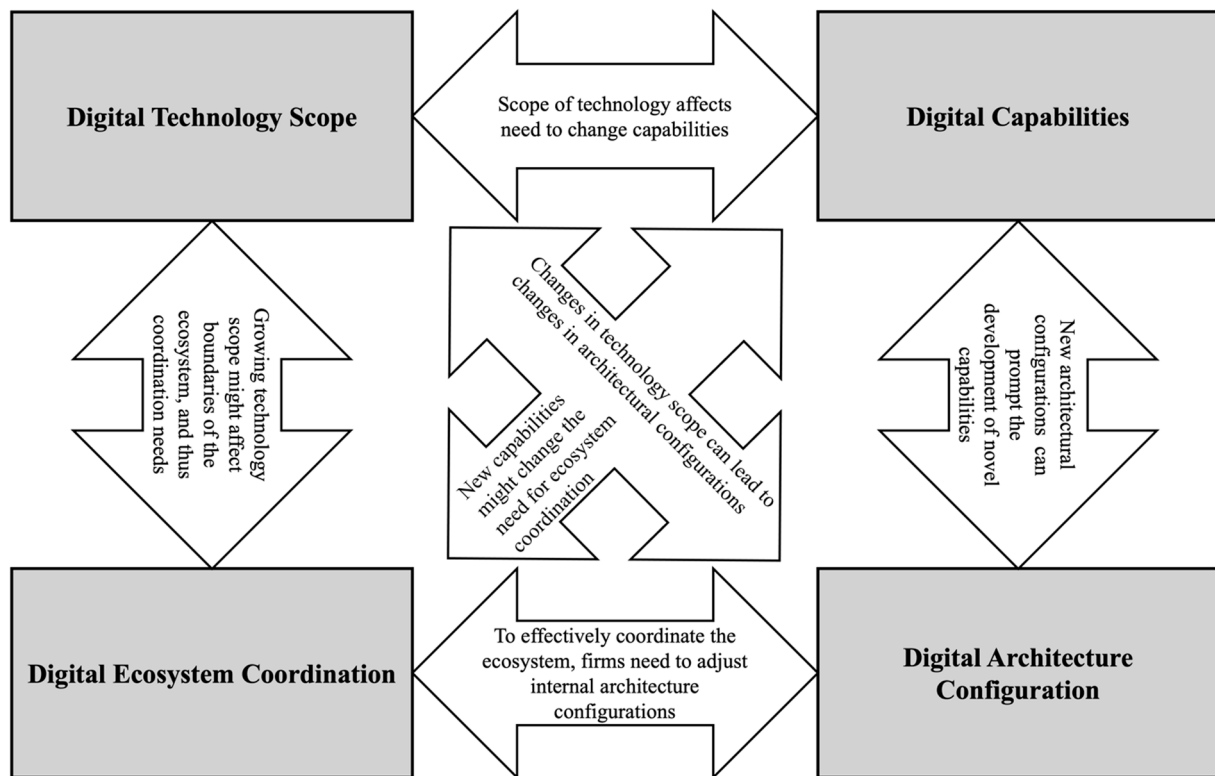 Digital Technology Scope
Scope of technology affects
need to change capabilities
Digital Capabilities
Growing technology
scope might affect
boundaries of the
ecosystem, and thus
coordination needs
Changes in technology scope can lead to
changes in architectural configurations
New capabilities
might change the
need for ecosystem
coordination
New architectural
configurations can
prompt the
development of novel
capabilities
Digital Ecosystem Coordination
To effectively coordinate the
ecosystem, firms need to adjust
internal architecture
configurations
Digital Architecture
Configuration